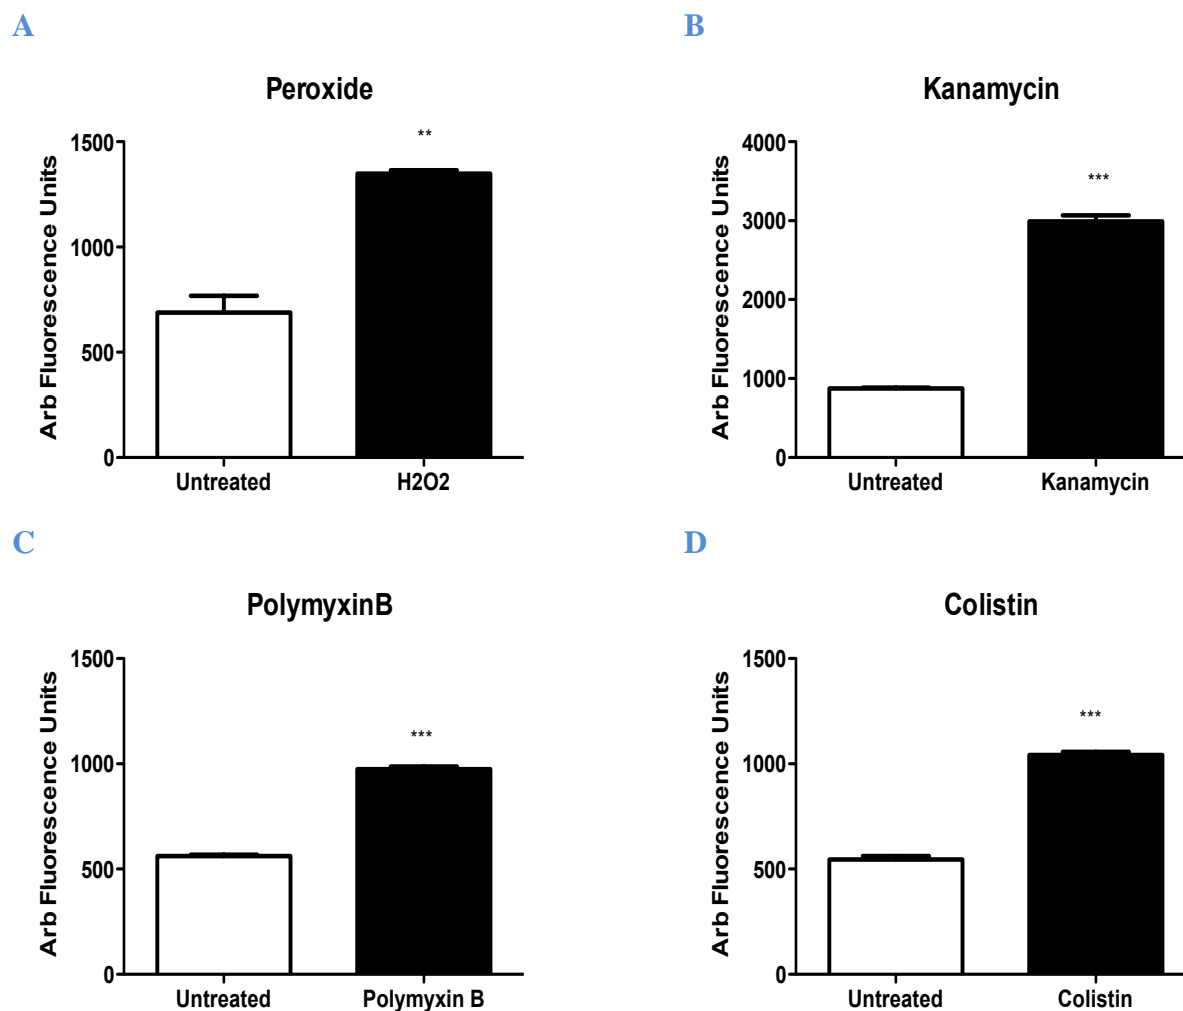 A
Peroxide
Arb Fluorescence Units
1500
1000
500
0
**
Untreated
H2O2
B
Kanamycin
Arb Fluorescence Units
4000
3000
2000
1000
0
***
Untreated
Kanamycin
C
PolymyxinB
Arb Fluorescence Units
1500
1000
500
0
***
Untreated
Polymyxin B
D
Colistin
Arb Fluorescence Units
1500
1000
500
0
***
Untreated
Colistin